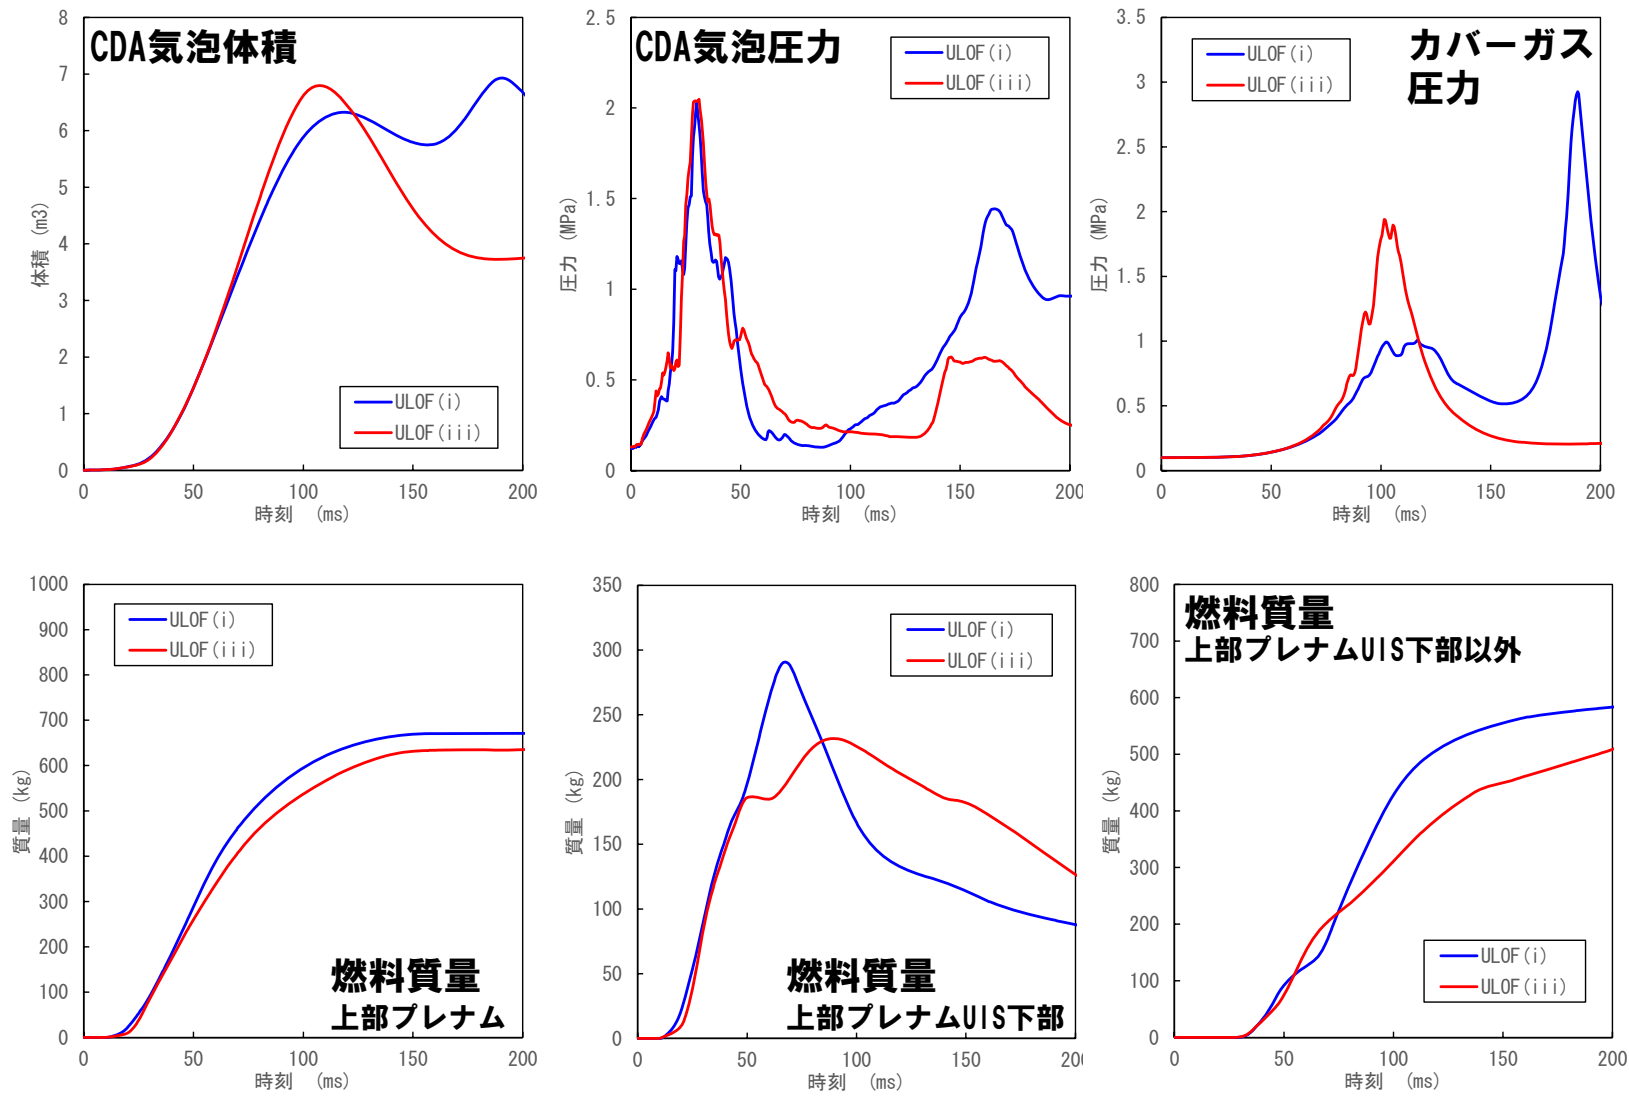 CDA気泡体積
8
7
6
5
4
3
2
1
0
体積 (m3)
ULOF(i)
ULOF(iii)
0
50
100
150
200
時刻 (ms)
CDA気泡圧力
2.5
2
1.5
1
0.5
0
圧力 (MPa)
ULOF(i)
ULOF(iii)
0
50
100
150
200
時刻 (ms)
カバーガス
圧力
3.5
3
2.5
2
1.5
1
0.5
0
圧力 (MPa)
ULOF(i)
ULOF(iii)
0
50
100
150
200
時刻 (ms)
1000
900
800
700
600
500
400
300
200
100
0
質量 (kg)
ULOF(i)
ULOF(iii)
燃料質量
上部プレナム
0
50
100
150
200
時刻 (ms)
350
300
250
200
150
100
50
0
質量 (kg)
ULOF(i)
ULOF(iii)
燃料質量
上部プレナムUIS下部
0
50
100
150
200
時刻 (ms)
燃料質量
上部プレナムUIS下部以外
800
700
600
500
400
300
200
100
0
質量 (kg)
ULOF(i)
ULOF(iii)
0
50
100
150
200
時刻 (ms)